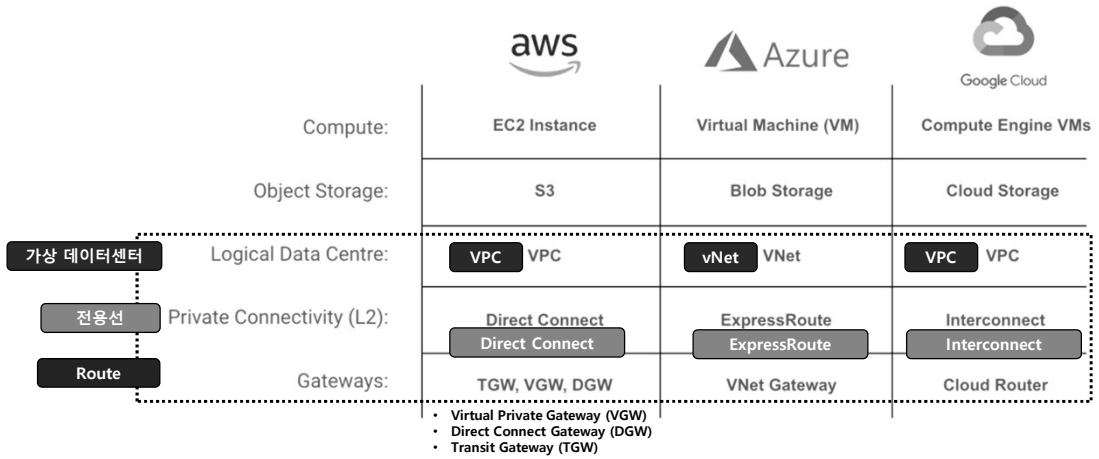 aws
Azure
Google Cloud
Compute: EC2 Instance Virtual Machine (VM) Compute Engine VMs
Object Storage: S3 Blob Storage Cloud Storage
가상 데이터센터 Logical Data Centre: VPC VPC vNet VNet VPC VPC
전용선 Private Connectivity (L2): Direct Connect ExpressRoute Interconnect
Direct Connect ExpressRoute Interconnect
Route Gateways: TGW, VGW, DGW VNet Gateway Cloud Router
• Virtual Private Gateway (VGW)
• Direct Connect Gateway (DGW)
• Transit Gateway (TGW)